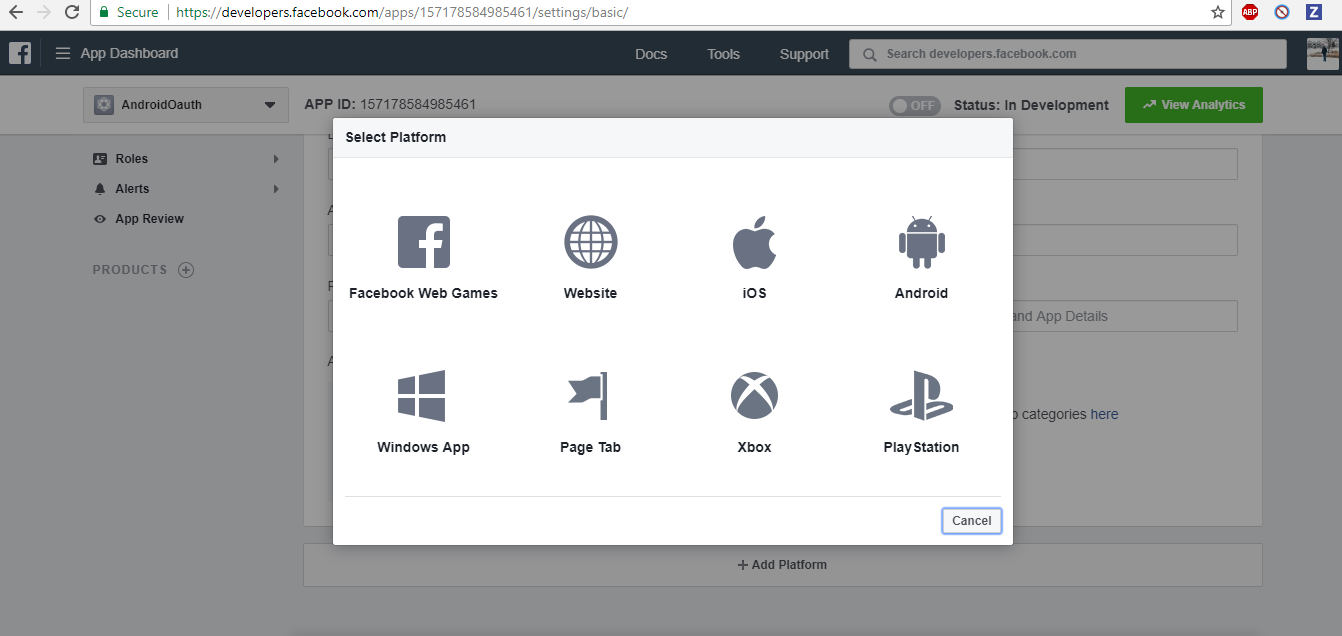 Secure https://developers.facebook.com/apps/157178584985461/settings/basic/
ABP
Z
App Dashboard
Docs
Tools
Support
Search developers.facebook.com
AndroidOauth
APP ID: 157178584985461
OFF
Status: In Development
View Analytics
Roles
Alerts
App Review
PRODUCTS
Select Platform
Facebook Web Games
Website
iOS
Android
Windows App
Page Tab
Xbox
PlayStation
and App Details
categories here
Cancel
+ Add Platform